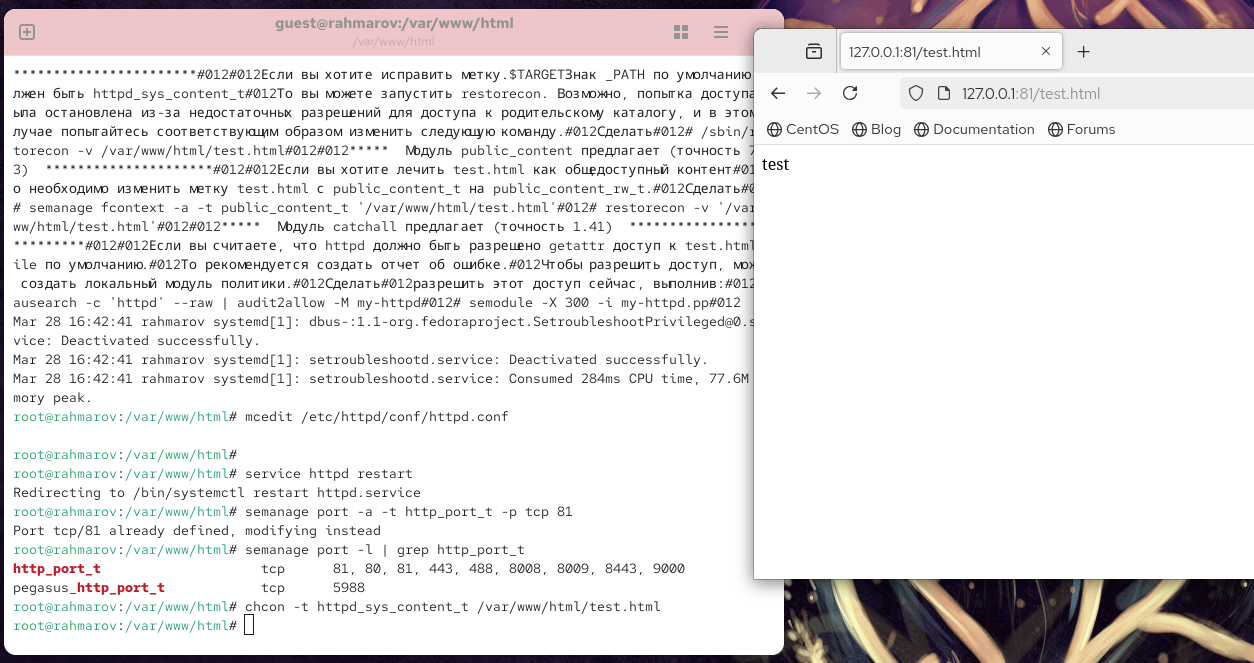 guest@rahmarov:/var/www/html
/var/www/html
***********************#012#012Если вы хотите исправить метку.$TARGETЗнак _PATH по умолчанию
лжен быть httpd_sys_content_t#012То вы можете запустить restorecon. Возможно, попытка доступа
ыла остановлена из-за недостаточных разрешений для доступа к родительскому каталогу, и в этом
лучае попытайтесь соответствующим образом изменить следующую команду.#012Сделать#012# /sbin/r
torecon -v /var/www/html/test.html#012#012***** Модуль public_content предлагает (точность 7
3) *********************#012#012Если вы хотите лечить test.html как общедоступный контент#01
о необходимо изменить метку test.html с public_content_t на public_content_rw_t.#012Сделать#0
# semanage fcontext -a -t public_content_t '/var/www/html/test.html'#012# restorecon -v '/var
ww/html/test.html'#012#012***** Модуль catchall предлагает (точность 1.41) ****************
*********#012#012Если вы считаете, что httpd должно быть разрешено getattr доступ к test.html
ile по умолчанию.#012То рекомендуется создать отчет об ошибке.#012Чтобы разрешить доступ, мож
создать локальный модуль политики.#012Сделать#012разрешить этот доступ сейчас, выполнив:#012
ausearch -c 'httpd' --raw | audit2allow -M my-httpd#012# semodule -X 300 -i my-httpd.pp#012
Mar 28 16:42:41 rahmarov systemd[1]: dbus-:1.1-org.fedoraproject.SetroubleshootPrivileged@0.s
vice: Deactivated successfully.
Mar 28 16:42:41 rahmarov systemd[1]: setroubleshootd.service: Deactivated successfully.
Mar 28 16:42:41 rahmarov systemd[1]: setroubleshootd.service: Consumed 284ms CPU time, 77.6M
mory peak.
root@rahmarov:/var/www/html# mcedit /etc/httpd/conf/httpd.conf
root@rahmarov:/var/www/html#
root@rahmarov:/var/www/html# service httpd restart
Redirecting to /bin/systemctl restart httpd.service
root@rahmarov:/var/www/html# semanage port -a -t http_port_t -p tcp 81
Port tcp/81 already defined, modifying instead
root@rahmarov:/var/www/html# semanage port -l | grep http_port_t
http_port_t tcp 81, 80, 81, 443, 488, 8008, 8009, 8443, 9000
pegasus_http_port_t tcp 5988
root@rahmarov:/var/www/html# chcon -t httpd_sys_content_t /var/www/html/test.html
root@rahmarov:/var/www/html#
127.0.0.1:81/test.html
127.0.0.1:81/test.html
CentOS Blog Documentation Forums
test